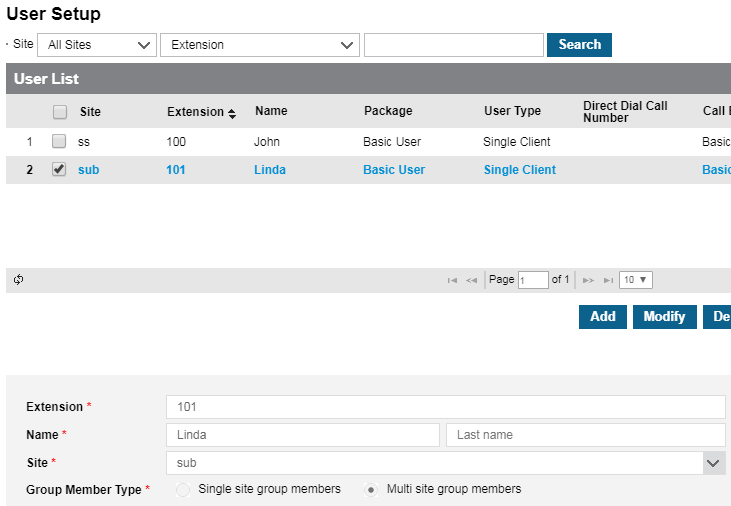 User Setup
Site All Sites Extension Search
User List
Site Extension Name Package User Type Direct Dial Call Number Call
1 ss 100 John Basic User Single Client Basic
2 sub 101 Linda Basic User Single Client Basic
Page 1 of 1 10
Add Modify De
Extension * 101
Name * Linda Last name
Site * sub
Group Member Type * Single site group members Multi site group members